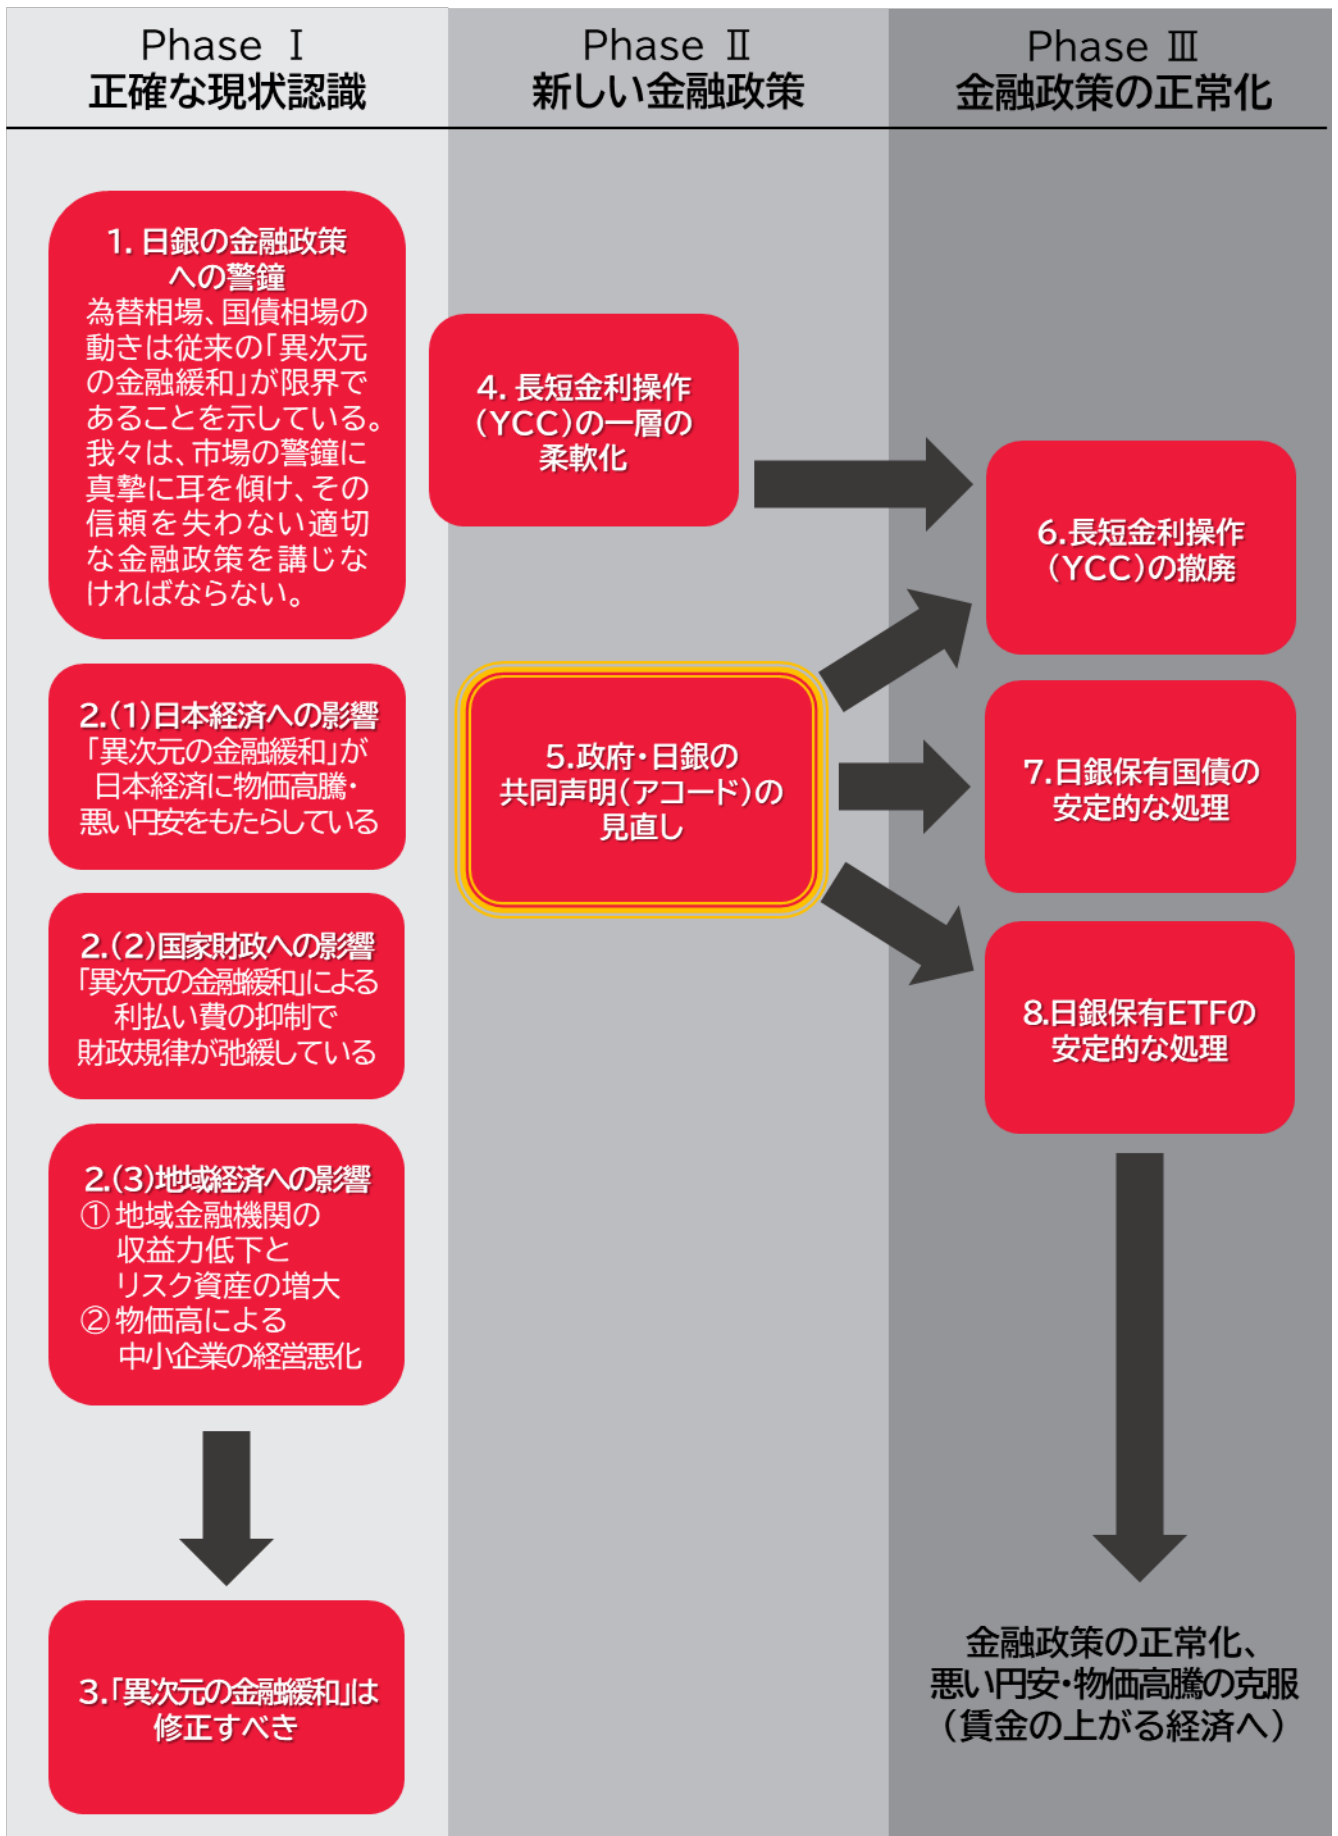 Phase Ⅰ
正確な現状認識
1. 日銀の金融政策
への警鐘
為替相場、国債相場の
動きは従来の「異次元
の金融緩和」が限界で
あることを示している。
我々は、市場の警鐘に
真摯に耳を傾け、その
信頼を失わない適切
な金融政策を講じな
ければならない。
2.(1)日本経済への影響
「異次元の金融緩和」が
日本経済に物価高騰・
悪い円安をもたらしている
2.(2)国家財政への影響
「異次元の金融緩和」による
利払い費の抑制で
財政規律が弛緩している
2.(3)地域経済への影響
① 地域金融機関の
収益力低下と
リスク資産の増大
② 物価高による
中小企業の経営悪化
3.「異次元の金融緩和」は
修正すべき
Phase Ⅱ
新しい金融政策
4. 長短金利操作
(YCC)の一層の
柔軟化
5.政府・日銀の
共同声明(アコード)の
見直し
Phase Ⅲ
金融政策の正常化
6.長短金利操作
(YCC)の撤廃
7.日銀保有国債の
安定的な処理
8.日銀保有ETFの
安定的な処理
金融政策の正常化、
悪い円安・物価高騰の克服
(賃金の上がる経済へ)